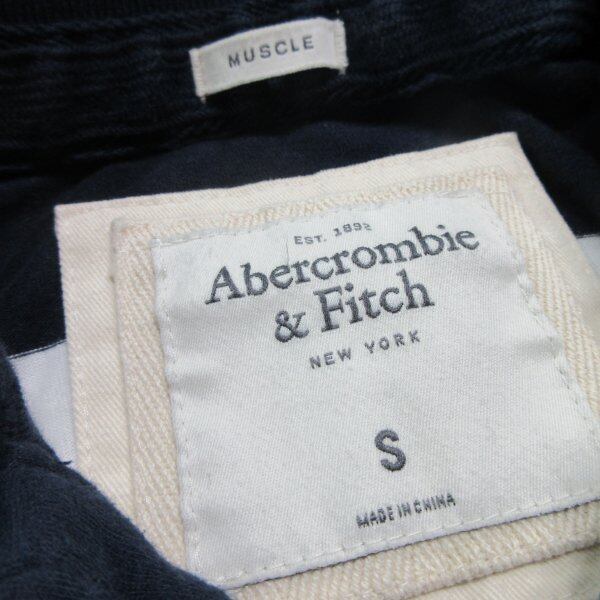 MUSCLE
EST. 1892
Abercrombie
& Fitch
NEW YORK
S
MADE IN CHINA